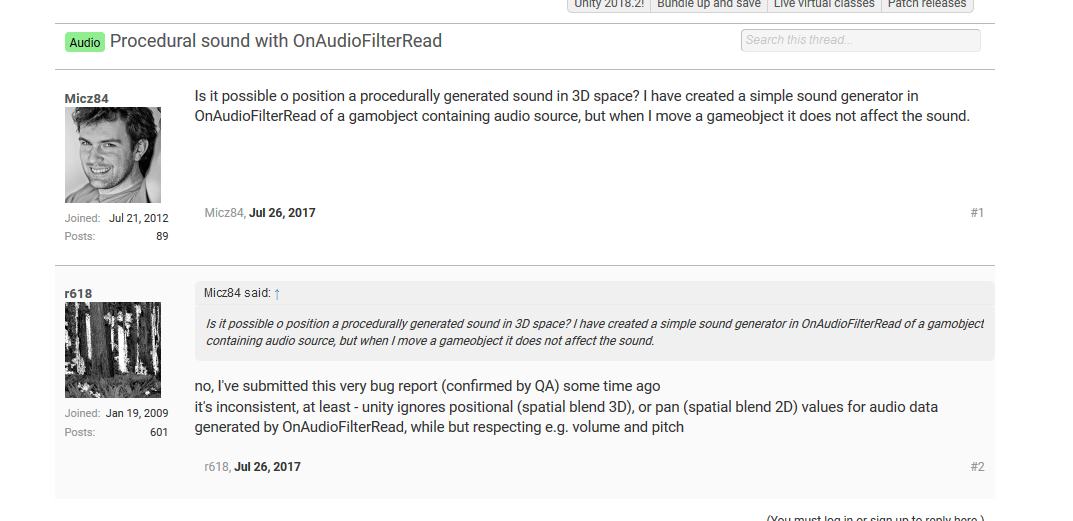 Unity 2018.2! Bundle up and save Live virtual classes Patch releases
Audio Procedural sound with OnAudioFilterRead
Search this thread...
Micz84
Is it possible o position a procedurally generated sound in 3D space? I have created a simple sound generator in
OnAudioFilterRead of a gamobject containing audio source, but when I move a gameobject it does not affect the sound.
Joined: Jul 21, 2012
Posts: 89
Micz84, Jul 26, 2017
#1
r618
Micz84 said: ↑
Is it possible o position a procedurally generated sound in 3D space? I have created a simple sound generator in OnAudioFilterRead of a gamobject
containing audio source, but when I move a gameobject it does not affect the sound.
no, I've submitted this very bug report (confirmed by QA) some time ago
it's inconsistent, at least - unity ignores positional (spatial blend 3D), or pan (spatial blend 2D) values for audio data
generated by OnAudioFilterRead, while but respecting e.g. volume and pitch
Joined: Jan 19, 2009
Posts: 601
r618, Jul 26, 2017
#2
(You must log in or sign up to reply here.)